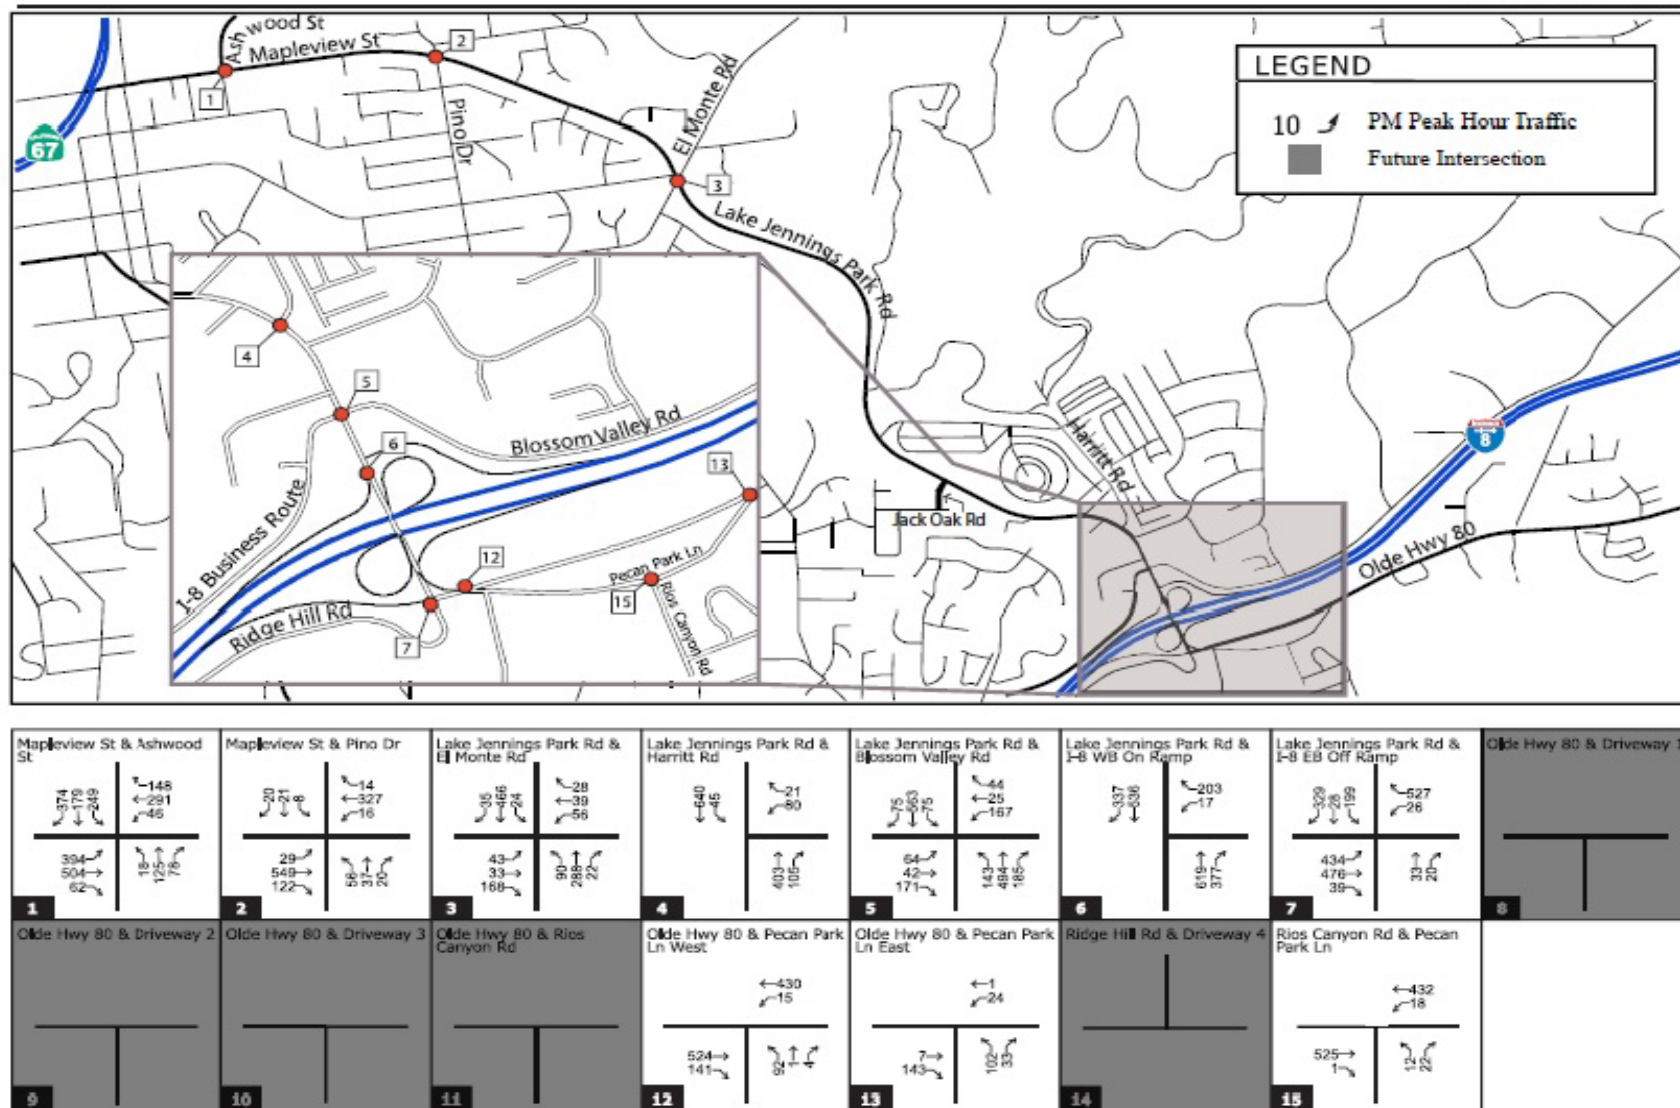 Ashwood St
Mapleview St
2
1
67
Pino Dr
El Monte Rd
3
Lake Jennings Park Rd
LEGEND
10 PM Peak Hour Traffic
Future Intersection
4
5
6
Blossom Valley Rd
13
I-8 Business Route
12
Pecan Park Ln
15
Rios Canyon Rd
Ridge Hill Rd
7
Harritt Rd
Jack Oak Rd
8
Olde Hwy 80
Mapleview St & Ashwood
St
374
179
249
148
291
46
394
504
62
18
125
78
1
Mapleview St & Pino Dr
20
21
8
14
327
16
29
549
122
56
37
20
2
Lake Jennings Park Rd &
El Monte Rd
35
466
24
28
39
56
43
33
168
90
288
22
3
Lake Jennings Park Rd &
Harritt Rd
640
45
21
80
403
105
4
Lake Jennings Park Rd &
Blossom Valley Rd
75
563
75
44
25
167
64
42
171
143
494
185
5
Lake Jennings Park Rd &
I-8 WB On Ramp
337
536
203
17
619
377
6
Lake Jennings Park Rd &
I-8 EB Off Ramp
329
28
199
527
26
434
476
39
33
20
7
Olde Hwy 80 & Driveway 1
8
Olde Hwy 80 & Driveway 2
9
Olde Hwy 80 & Driveway 3
10
Olde Hwy 80 & Rios
Canyon Rd
11
Olde Hwy 80 & Pecan Park
Ln West
430
15
524
141
92
1
4
12
Olde Hwy 80 & Pecan Park
Ln East
1
24
7
143
102
33
13
Ridge Hill Rd & Driveway 4
14
Rios Canyon Rd & Pecan
Park Ln
432
18
525
1
12
22
15